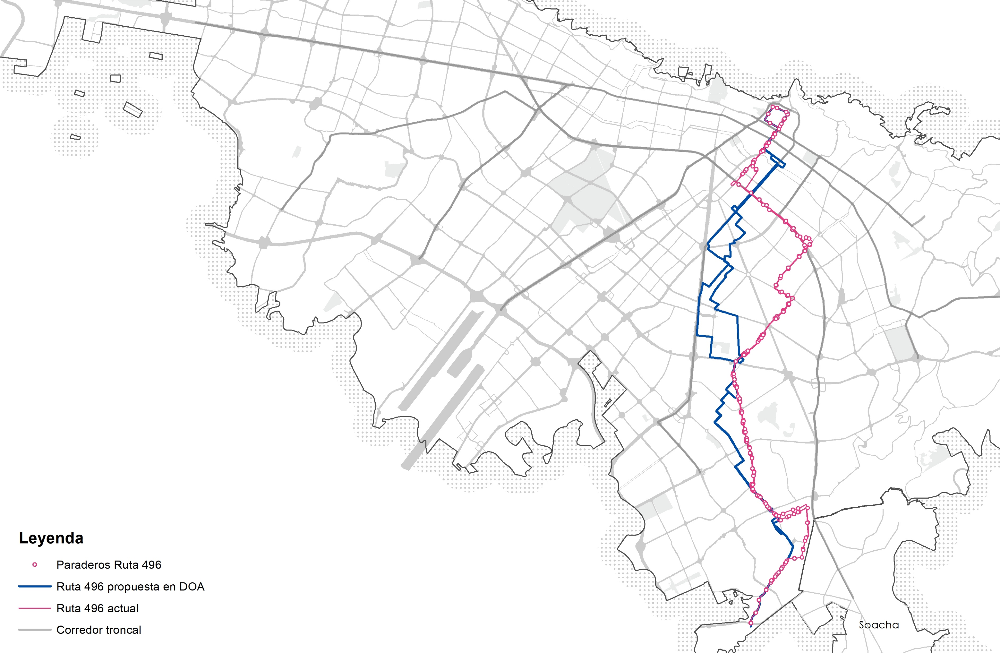 Leyenda
Paraderos Ruta 496
Ruta 496 propuesta en DOA
Ruta 496 actual
Corredor troncal
Soacha